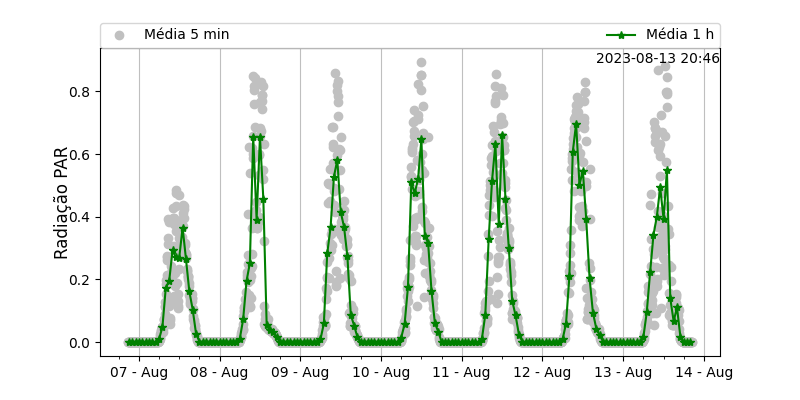 Média 5 min
Média 1 h
2023-08-13 20:46
Radiação PAR
0.8
0.6
0.4
0.2
0.0
07 - Aug
08 - Aug
09 - Aug
10 - Aug
11 - Aug
12 - Aug
13 - Aug
14 - Aug